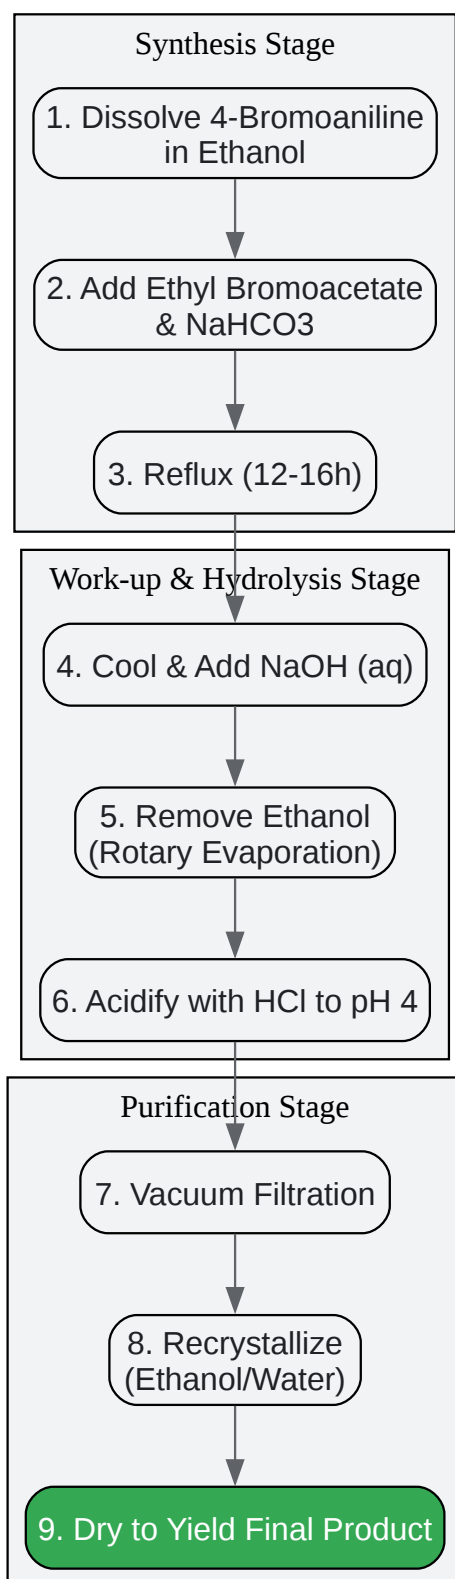 Synthesis Stage
1. Dissolve 4-Bromoaniline
in Ethanol
2. Add Ethyl Bromoacetate
& NaHCO3
3. Reflux (12-16h)
Work-up & Hydrolysis Stage
4. Cool & Add NaOH (aq)
5. Remove Ethanol
(Rotary Evaporation)
6. Acidify with HCl to pH 4
Purification Stage
7. Vacuum Filtration
8. Recrystallize
(Ethanol/Water)
9. Dry to Yield Final Product